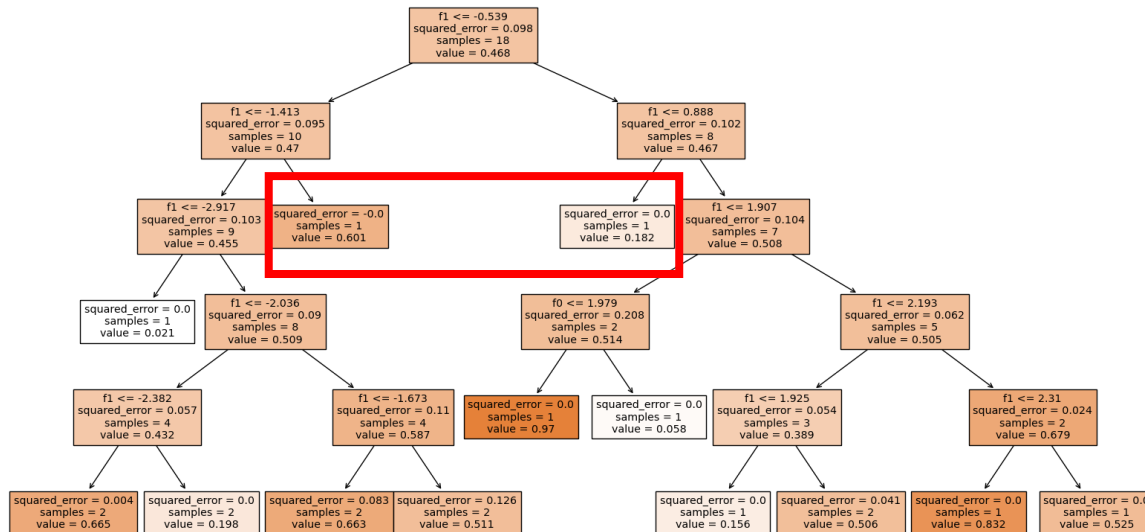 f1 <= -0.539
squared_error = 0.098
samples = 18
value = 0.468
f1 <= -1.413
squared_error = 0.095
samples = 10
value = 0.47
f1 <= 0.888
squared_error = 0.102
samples = 8
value = 0.467
f1 <= -2.917
squared_error = 0.103
samples = 9
value = 0.455
squared_error = -0.0
samples = 1
value = 0.601
squared_error = 0.0
samples = 1
value = 0.182
f1 <= 1.907
squared_error = 0.104
samples = 7
value = 0.508
squared_error = 0.0
samples = 1
value = 0.021
f1 <= -2.036
squared_error = 0.09
samples = 8
value = 0.509
f0 <= 1.979
squared_error = 0.208
samples = 2
value = 0.514
f1 <= 2.193
squared_error = 0.062
samples = 5
value = 0.505
f1 <= -2.382
squared_error = 0.057
samples = 4
value = 0.432
f1 <= -1.673
squared_error = 0.11
samples = 4
value = 0.587
squared_error = 0.0
samples = 1
value = 0.97
squared_error = 0.0
samples = 1
value = 0.058
f1 <= 1.925
squared_error = 0.054
samples = 3
value = 0.389
f1 <= 2.31
squared_error = 0.024
samples = 2
value = 0.679
squared_error = 0.004
samples = 2
value = 0.665
squared_error = 0.0
samples = 2
value = 0.198
squared_error = 0.083
samples = 2
value = 0.663
squared_error = 0.126
samples = 2
value = 0.511
squared_error = 0.0
samples = 1
value = 0.156
squared_error = 0.041
samples = 2
value = 0.506
squared_error = 0.0
samples = 1
value = 0.832
squared_error = 0.0
samples = 1
value = 0.525